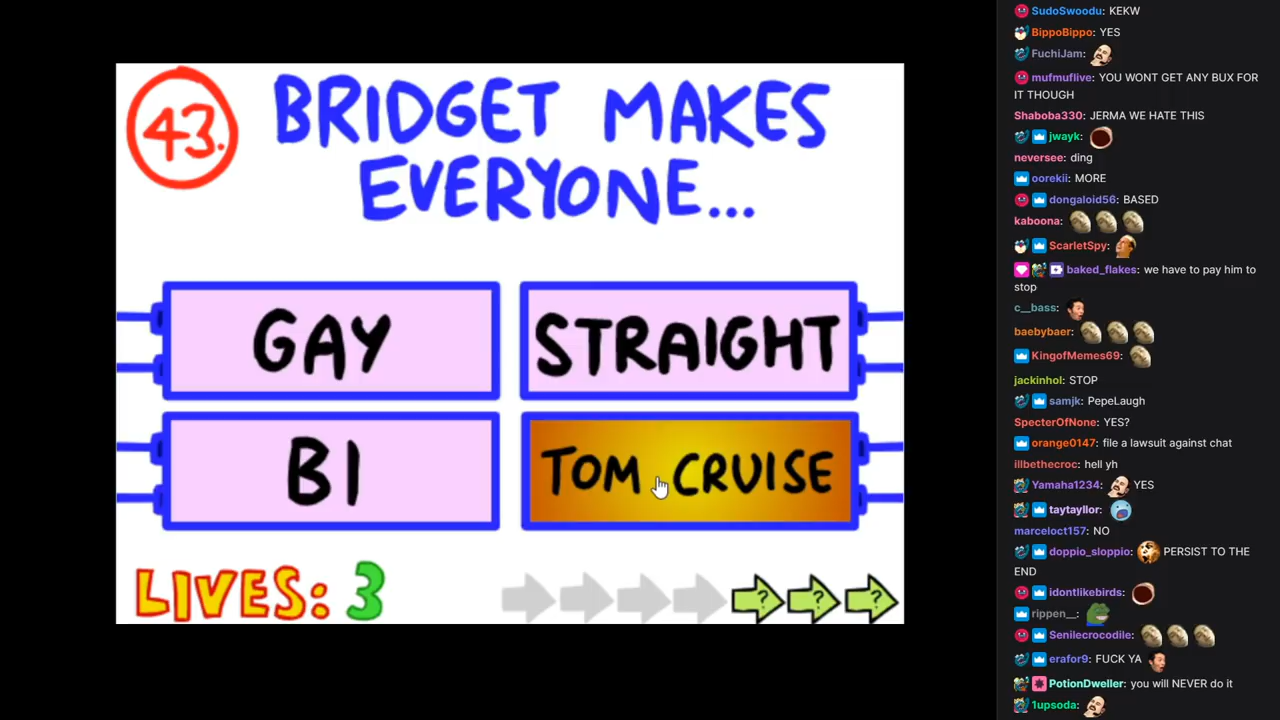 43.
BRIDGET MAKES
EVERYONE...
GAY
STRAIGHT
BI
TOM CRUISE
LIVES: 3
? ? ?
SudoSwoodu: KEKW
BippoBippo: YES
FuchiJam:
mufmuflive: YOU WONT GET ANY BUX FOR
IT THOUGH
Shaboba330: JERMA WE HATE THIS
jwayk:
neversee: ding
oorekii: MORE
dongaloid56: BASED
kaboona:
ScarletSpy:
baked_flakes: we have to pay him to
stop
c__bass:
baebybaer:
KingofMemes69:
jackinhol: STOP
samjk: PepeLaugh
SpecterOfNone: YES?
orange0147: file a lawsuit against chat
illbethecroc: hell yh
Yamaha1234: YES
taytayllor:
marceloct157: NO
doppio_sloppio: PERSIST TO THE
END
idontlikebirds:
rippen__:
Senilecrocodile:
erafor9: FUCK YA
PotionDweller: you will NEVER do it
1upsoda: